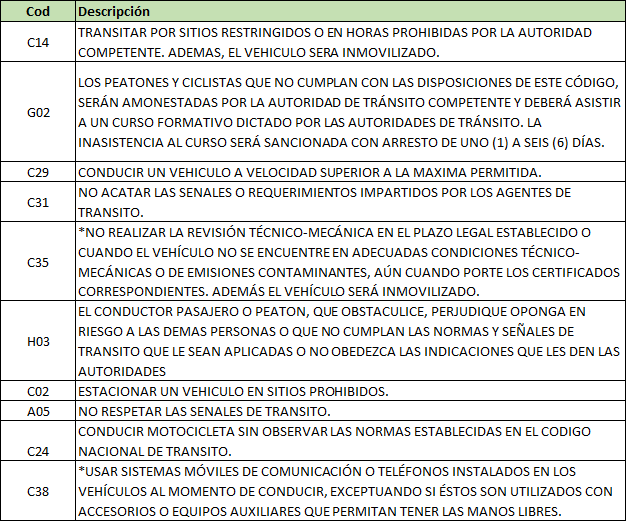 Cod Descripción
C14 TRANSITAR POR SITIOS RESTRINGIDOS O EN HORAS PROHIBIDAS POR LA AUTORIDAD
COMPETENTE. ADEMAS, EL VEHICULO SERA INMOVILIZADO.
G02 LOS PEATONES Y CICLISTAS QUE NO CUMPLAN CON LAS DISPOSICIONES DE ESTE CÓDIGO,
SERÁN AMONESTADAS POR LA AUTORIDAD DE TRÁNSITO COMPETENTE Y DEBERÁ ASISTIR
A UN CURSO FORMATIVO DICTADO POR LAS AUTORIDADES DE TRÁNSITO. LA
INASISTENCIA AL CURSO SERÁ SANCIONADA CON ARRESTO DE UNO (1) A SEIS (6) DÍAS.
C29 CONDUCIR UN VEHICULO A VELOCIDAD SUPERIOR A LA MAXIMA PERMITIDA.
C31 NO ACATAR LAS SENALES O REQUERIMIENTOS IMPARTIDOS POR LOS AGENTES DE
TRANSITO.
C35 *NO REALIZAR LA REVISIÓN TÉCNICO-MECÁNICA EN EL PLAZO LEGAL ESTABLECIDO O
CUANDO EL VEHÍCULO NO SE ENCUENTRE EN ADECUADAS CONDICIONES TÉCNICO-
MECÁNICAS O DE EMISIONES CONTAMINANTES, AÚN CUANDO PORTE LOS CERTIFICADOS
CORRESPONDIENTES. ADEMÁS EL VEHÍCULO SERÁ INMOVILIZADO.
H03 EL CONDUCTOR PASAJERO O PEATON, QUE OBSTACULICE, PERJUDIQUE OPONGA EN
RIESGO A LAS DEMAS PERSONAS O QUE NO CUMPLAN LAS NORMAS Y SEÑALES DE
TRANSITO QUE LE SEAN APLICADAS O NO OBEDEZCA LAS INDICACIONES QUE LES DEN LAS
AUTORIDADES
C02 ESTACIONAR UN VEHICULO EN SITIOS PROHIBIDOS.
A05 NO RESPETAR LAS SENALES DE TRANSITO.
C24 CONDUCIR MOTOCICLETA SIN OBSERVAR LAS NORMAS ESTABLECIDAS EN EL CODIGO
NACIONAL DE TRANSITO.
C38 *USAR SISTEMAS MÓVILES DE COMUNICACIÓN O TELÉFONOS INSTALADOS EN LOS
VEHÍCULOS AL MOMENTO DE CONDUCIR, EXCEPTUANDO SI ÉSTOS SON UTILIZADOS CON
ACCESORIOS O EQUIPOS AUXILIARES QUE PERMITAN TENER LAS MANOS LIBRES.